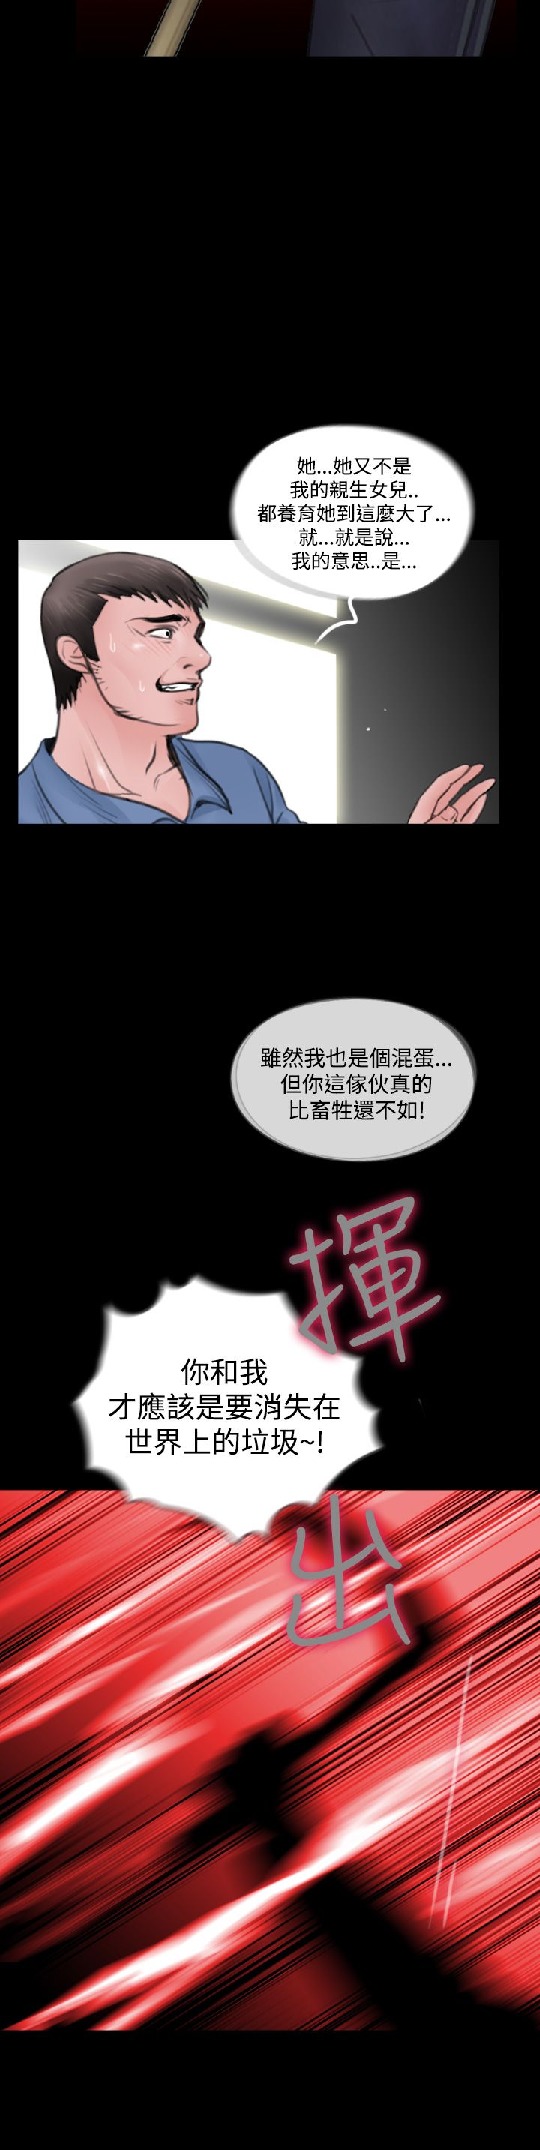 她...她又不是
我的親生女兒..
都養育她到這麼大了...
就...就是說...
我的意思..是...
雖然我也是個混蛋...
但你這傢伙真的
比畜牲還不如!
揮
你和我
才應該是要消失在
世界上的垃圾~!
出